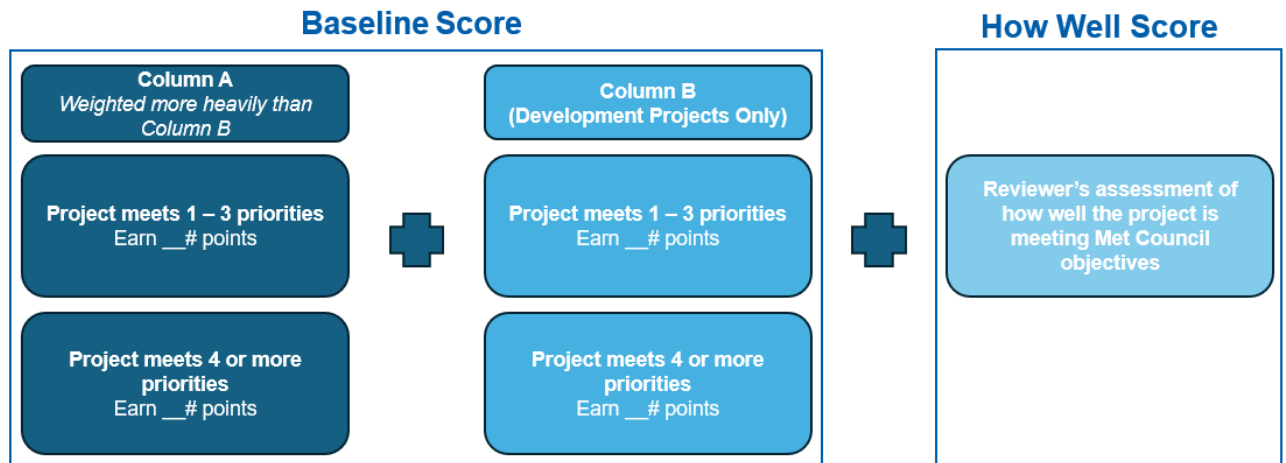 Baseline Score
Column A
Weighted more heavily than
Column B
Project meets 1 – 3 priorities
Earn __# points
Project meets 4 or more
priorities
Earn __# points
Column B
(Development Projects Only)
Project meets 1 – 3 priorities
Earn __# points
Project meets 4 or more
priorities
Earn __# points
How Well Score
Reviewer's assessment of
how well the project is
meeting Met Council
objectives